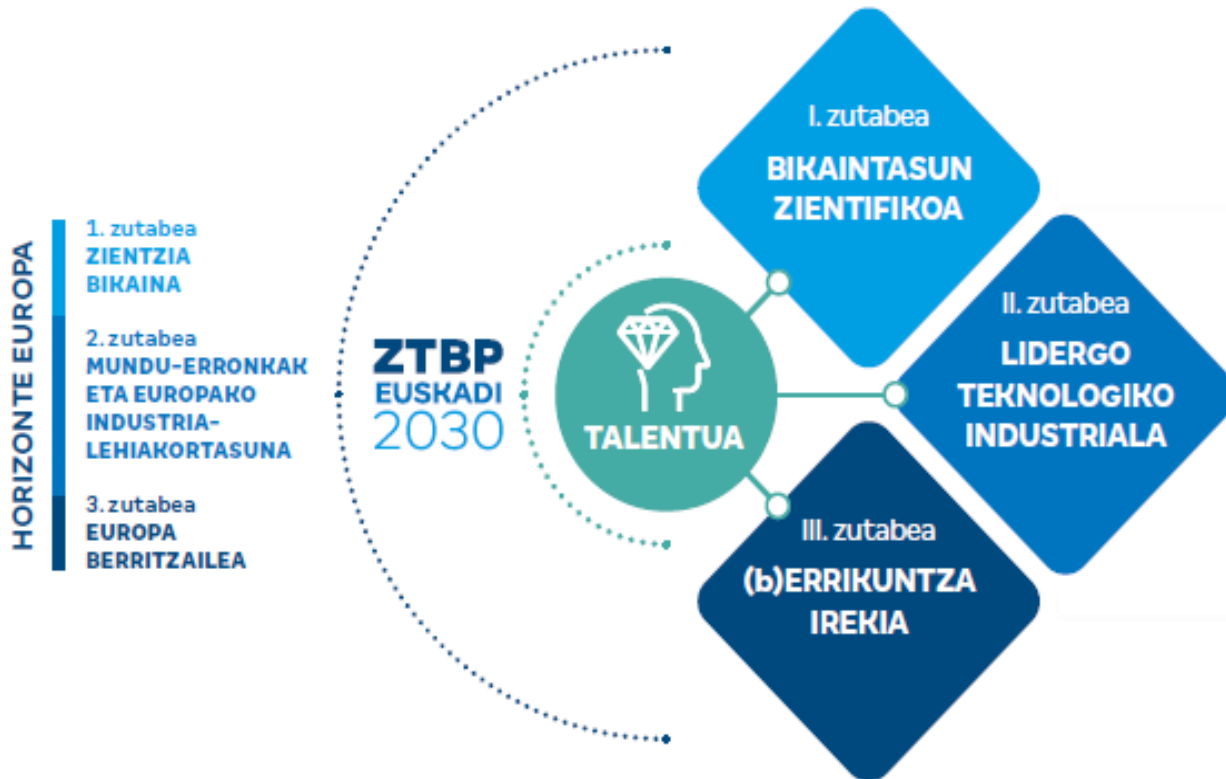 HORIZONTE EUROPA
1. zutabea
ZIENTZIA
BIKAINA
2. zutabea
MUNDU-ERRONKAK
ETA EUROPAKO
INDUSTRIA-
LEHIAKORTASUNA
3. zutabea
EUROPA
BERRITZAILEA
ZTBP
EUSKADI
2030
TALENTUA
I. zutabea
BIKAINTASUN
ZIENTIFIKOA
II. zutabea
LIDERGO
TEKNOLOGIKO
INDUSTRIALA
III. zutabea
(b)ERRIKUNTZA
IREKIA